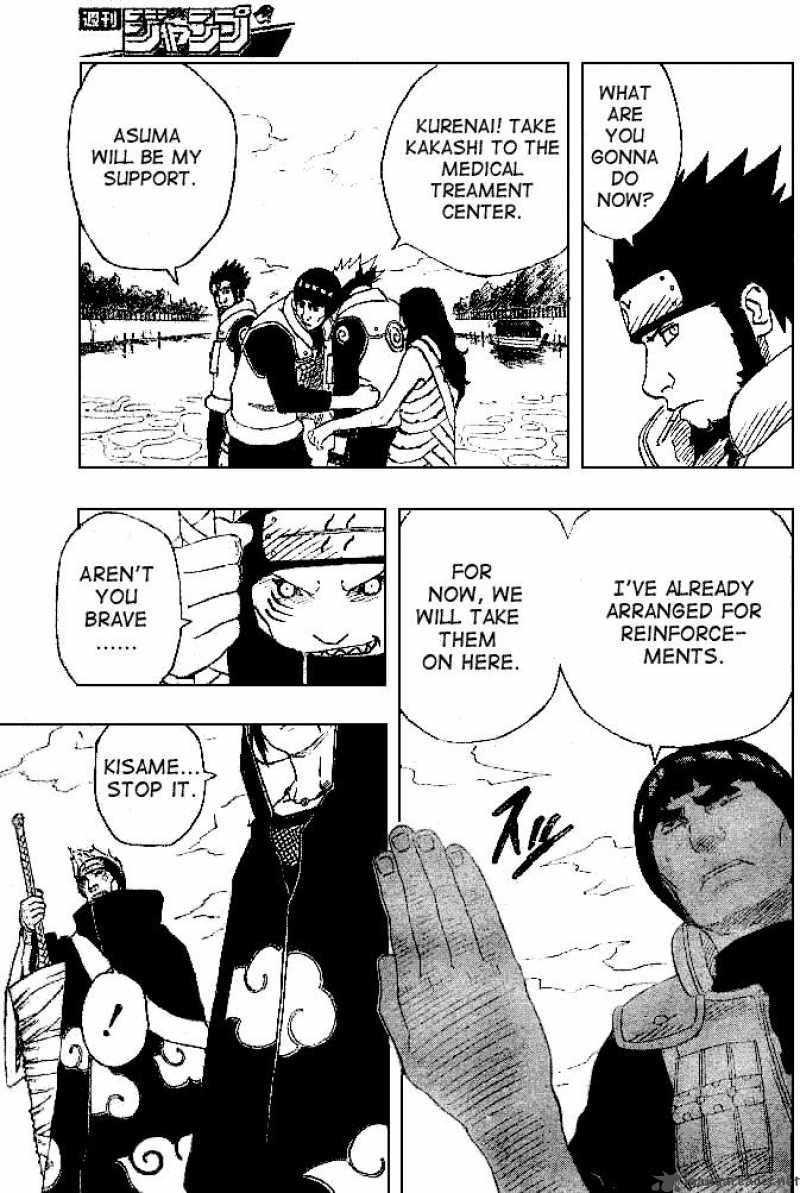 週刊
ジャンプ
WHAT
ARE
YOU
GONNA
DO
NOW?
KURENAI! TAKE
KAKASHI TO THE
MEDICAL
TREAMENT
CENTER.
ASUMA
WILL BE MY
SUPPORT.
I'VE ALREADY
ARRANGED FOR
REINFORCE-
MENTS.
FOR
NOW, WE
WILL TAKE
THEM
ON HERE.
スッ
AREN'T
YOU
BRAVE
......
KISAME...
STOP IT.
!